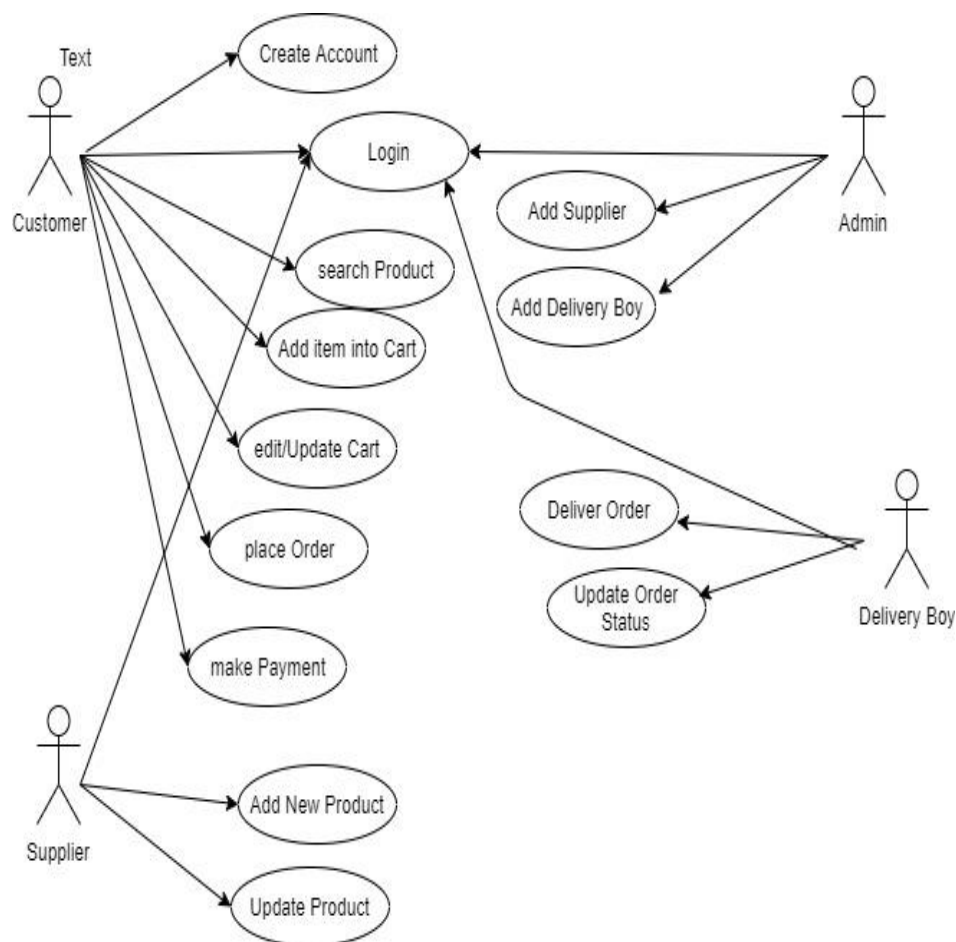 Text
Create Account
Login
Customer
Add Supplier
Admin
search Product
Add Delivery Boy
Add item into Cart
edit/Update Cart
Deliver Order
place Order
Update Order
Status
Delivery Boy
make Payment
Add New Product
Supplier
Update Product